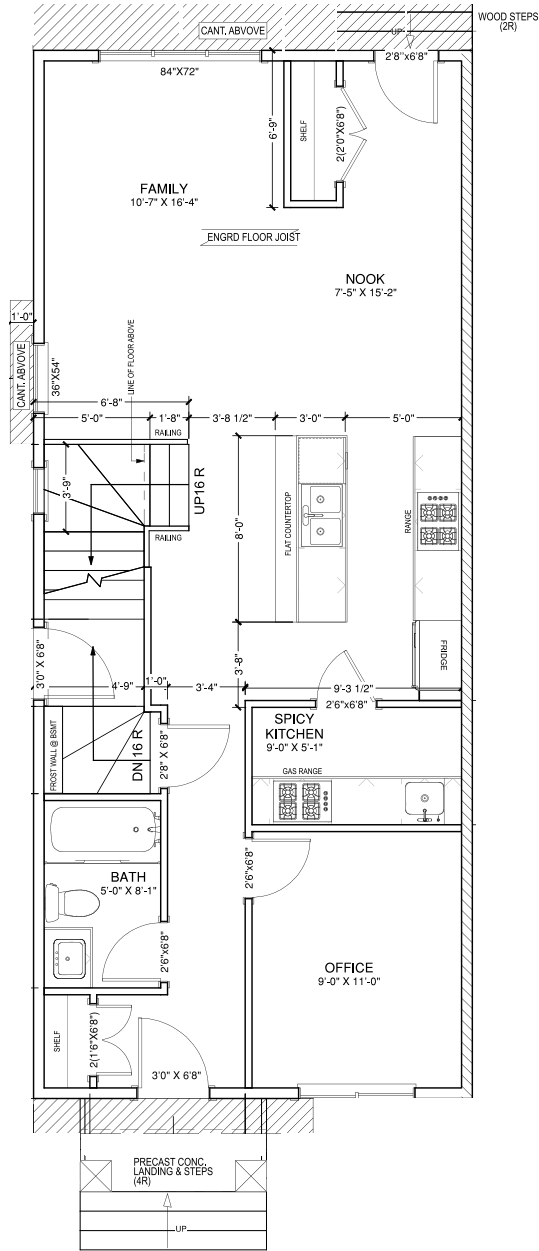 WOOD STEPS
(2R)
CANT. ABVOVE
UP
2'8"x6'8"
84"X72"
6'-9"
SHELF
2(2'0"X6'8")
FAMILY
10'-7" X 16'-4"
ENGRD FLOOR JOIST
NOOK
7'-5" X 15'-2"
1'-0"
CANT. ABVOVE
36"X54"
LINE OF FLOOR ABOVE
6'-8"
5'-0"
1'-8"
3'-8 1/2"
3'-0"
5'-0"
RAILING
3'-9"
UP16 R
RAILING
8'-0"
FLAT COUNTERTOP
RANGE
FRIDGE
3'0" X 6'8"
4'-9"
1'-0"
3'-4"
3'-8"
9'-3 1/2"
2'6"x6'8"
FROST WALL @ BSMT
DN 16 R
2'8" X 6'8"
SPICY
KITCHEN
9'-0" X 5'-1"
GAS RANGE
BATH
5'-0" X 8'-1"
2'6"x6'8"
2'6"x6'8"
OFFICE
9'-0" X 11'-0"
SHELF
2(1'6"X6'8")
3'0" X 6'8"
PRECAST CONC.
LANDING & STEPS
(4R)
UP